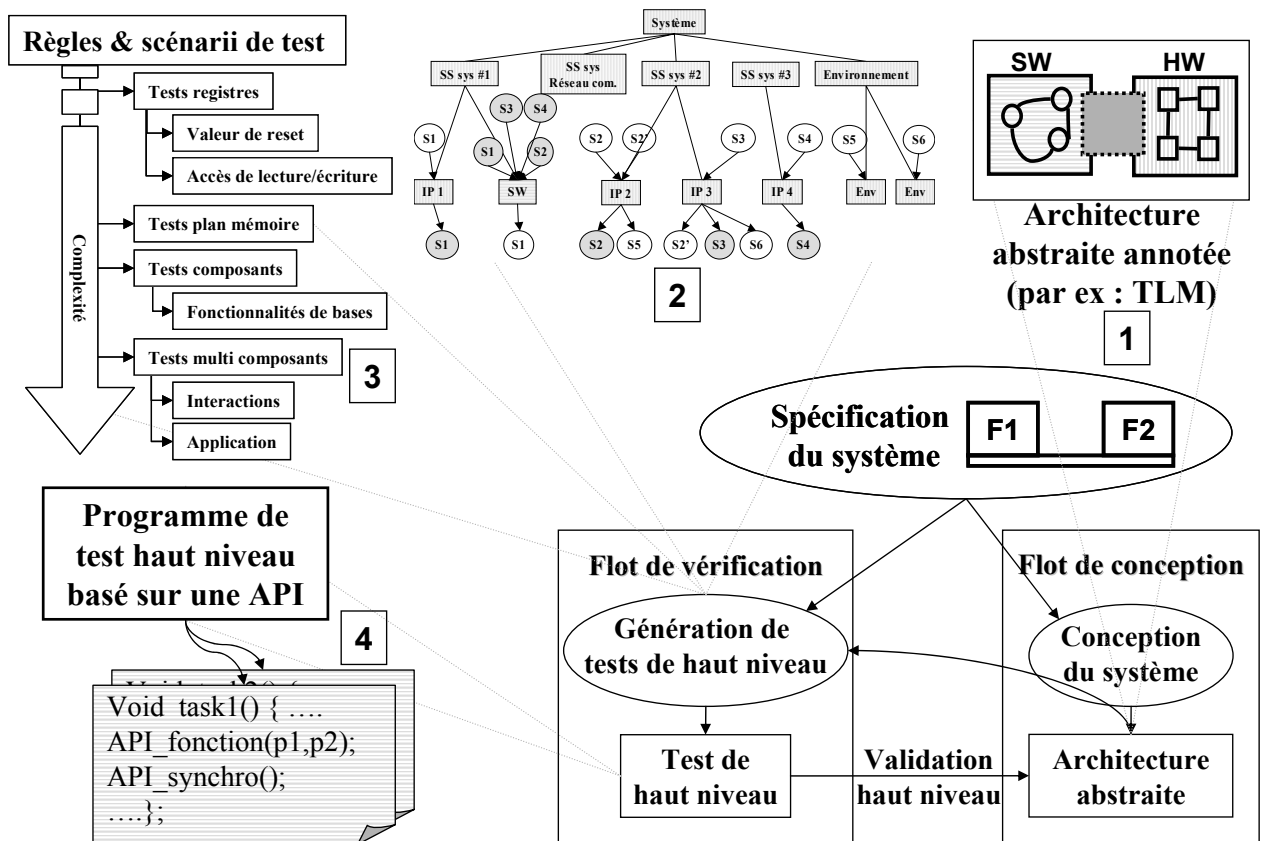 Règles & scénarii de test
Tests registres
Valeur de reset
Accès de lecture/écriture
Tests plan mémoire
Tests composants
Fonctionnalités de bases
Tests multi composants
Interactions
Application
Complexité
3
Système
SS sys #1
SS sys
Réseau com.
SS sys #2
SS sys #3
Environnement
S3
S4
S1
S1
S2
S2
S2'
S3
S4
S5
S6
IP 1
SW
IP 2
IP 3
IP 4
Env
Env
S1
S1
S2
S5
S2'
S3
S6
S4
2
SW
HW
Architecture
abstraite annotée
(par ex : TLM)
1
Spécification
du système
F1
F2
Programme de
test haut niveau
basé sur une API
4
Void task1() { ….
API_fonction(p1,p2);
API_synchro();
….};
Flot de vérification
Génération de
tests de haut niveau
Test de
haut niveau
Validation
haut niveau
Flot de conception
Conception
du système
Architecture
abstraite